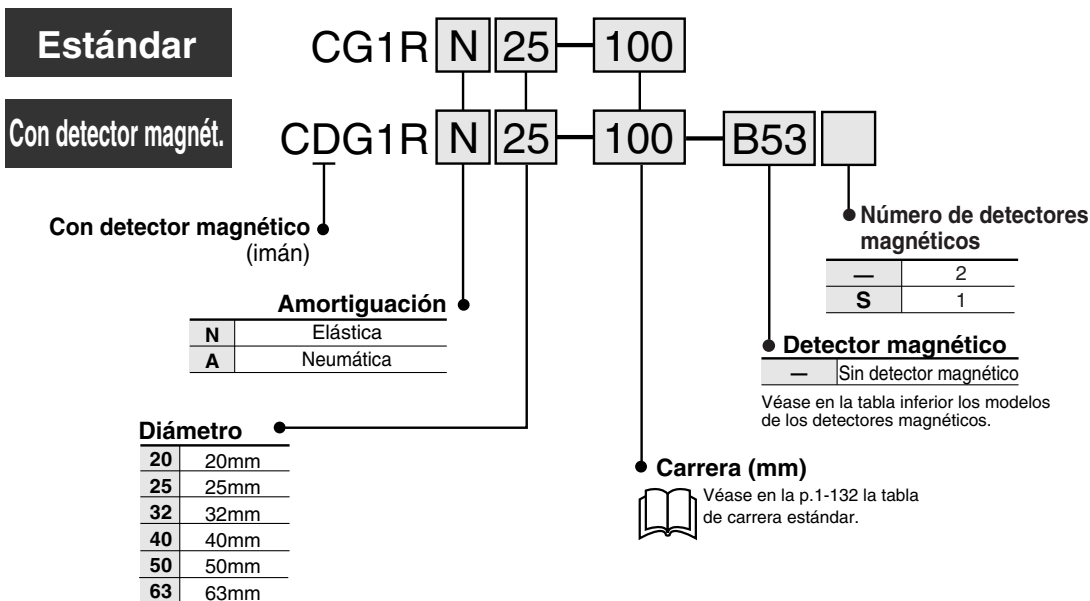 Estándar
CG1R N 25 — 100
Con detector magnét.
CDG1R N 25 — 100 — B53
Con detector magnético
(imán)
Número de detectores
magnéticos
— 2
S 1
Amortiguación
N Elástica
A Neumática
Detector magnético
— Sin detector magnético
Véase en la tabla inferior los modelos
de los detectores magnéticos.
Diámetro
20 20mm
25 25mm
32 32mm
40 40mm
50 50mm
63 63mm
Carrera (mm)
Véase en la p.1-132 la tabla
de carrera estándar.